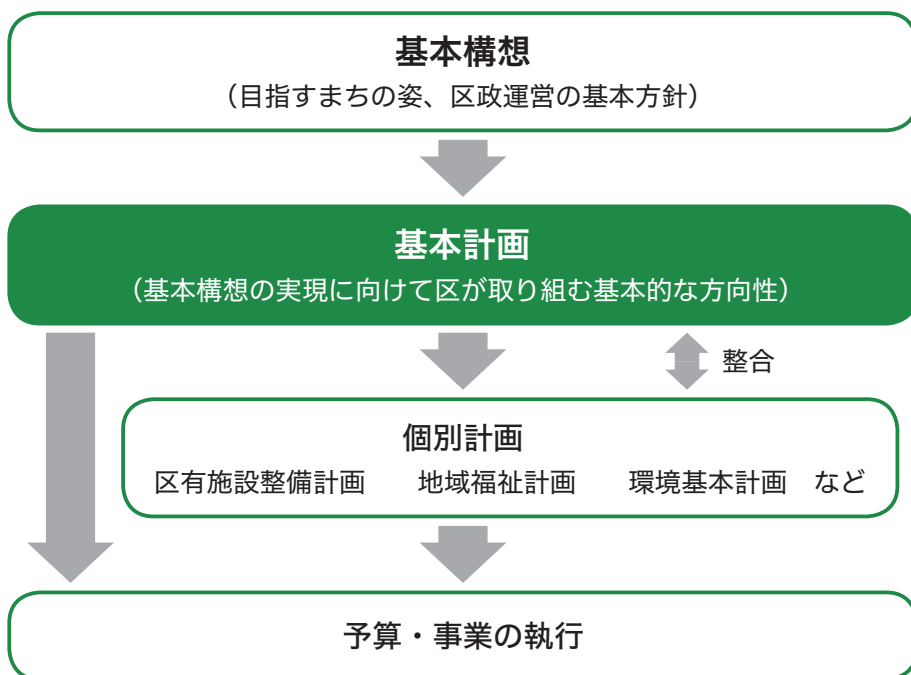 基本構想
（目指すまちの姿、区政運営の基本方針）
基本計画
（基本構想の実現に向けて区が取り組む基本的な方向性）
整合
個別計画
区有施設整備計画　地域福祉計画　環境基本計画　など
予算・事業の執行